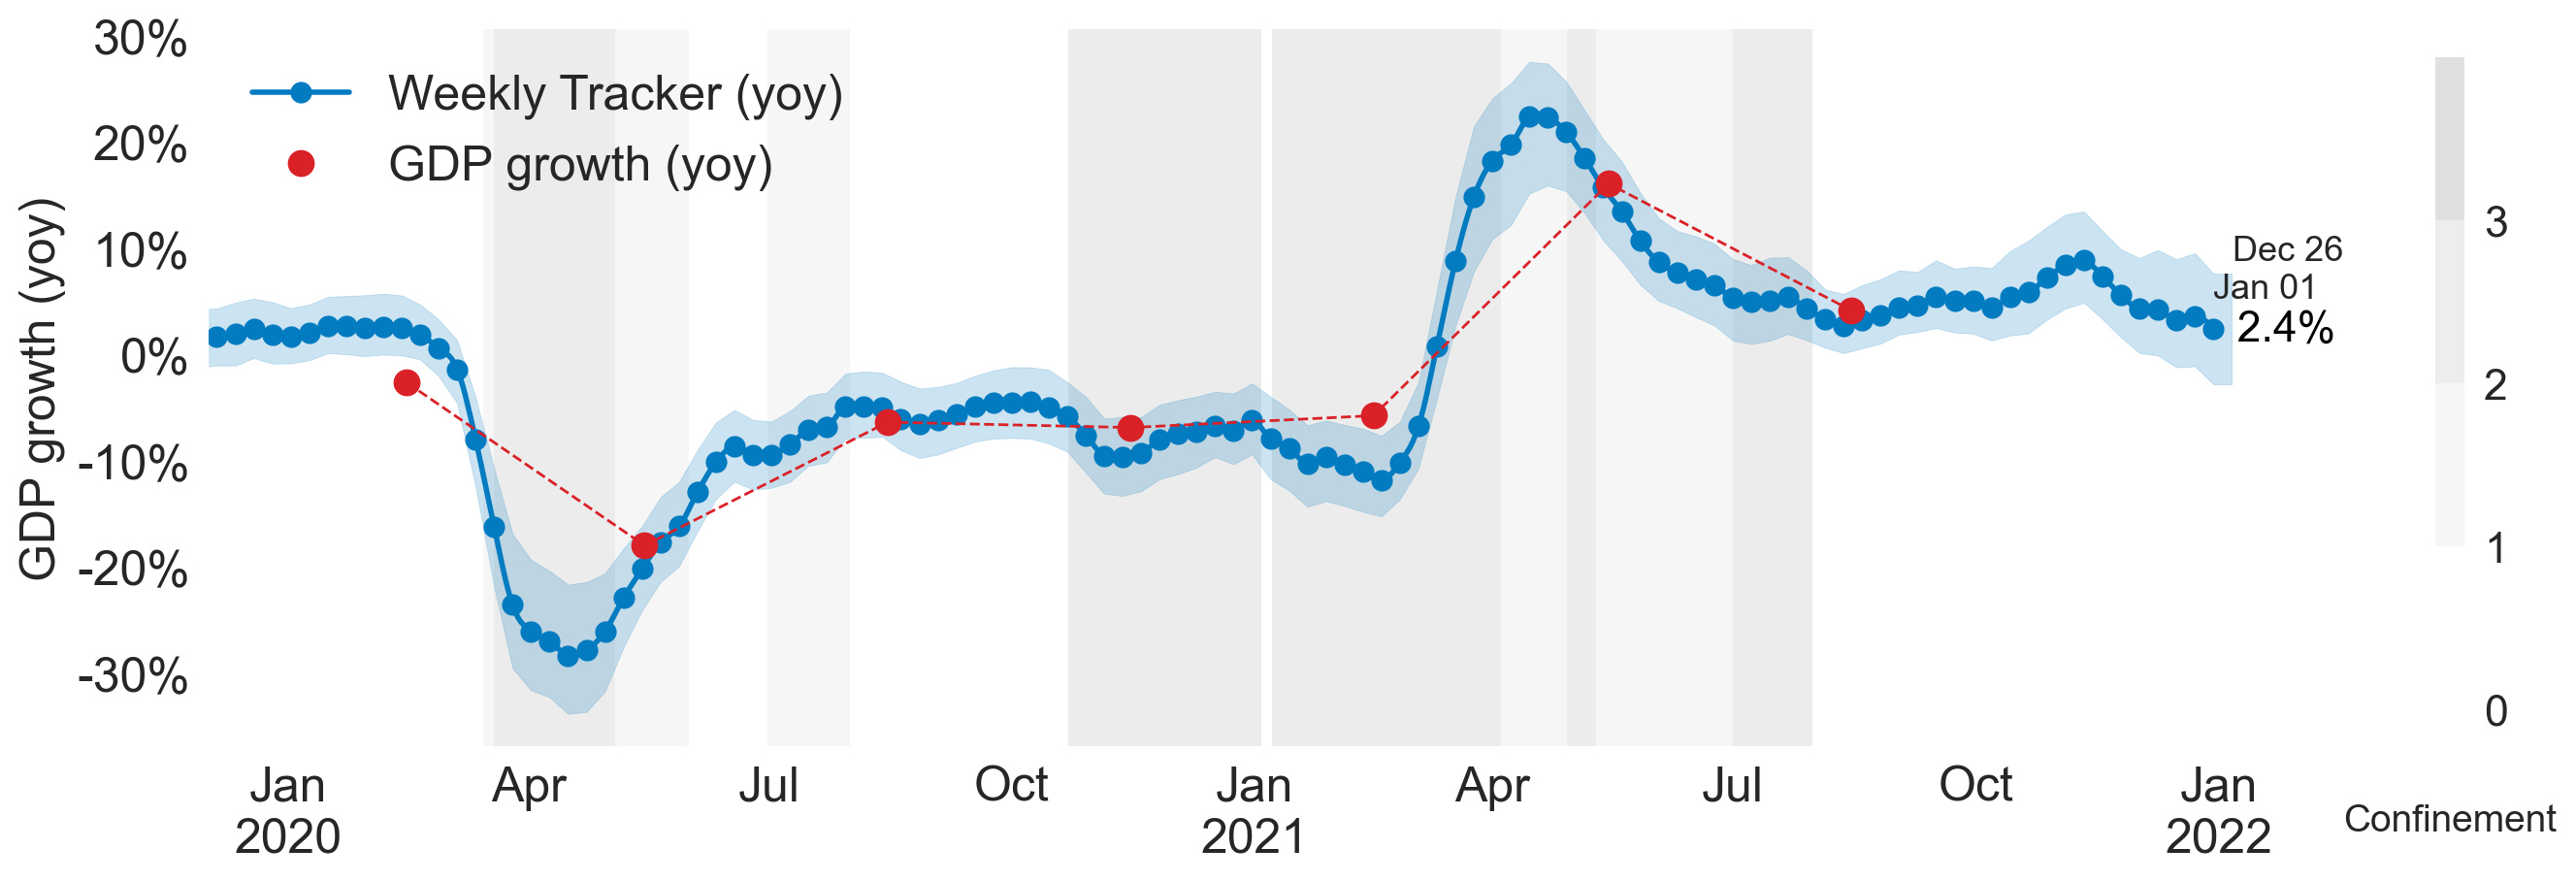 30%
20%
10%
0%
-10%
-20%
-30%
GDP growth (yoy)
Weekly Tracker (yoy)
GDP growth (yoy)
Dec 26
Jan 01
2.4%
3
2
1
0
Jan Apr Jul Oct Jan Apr Jul Oct Jan
2020 2021 2022
Confinement